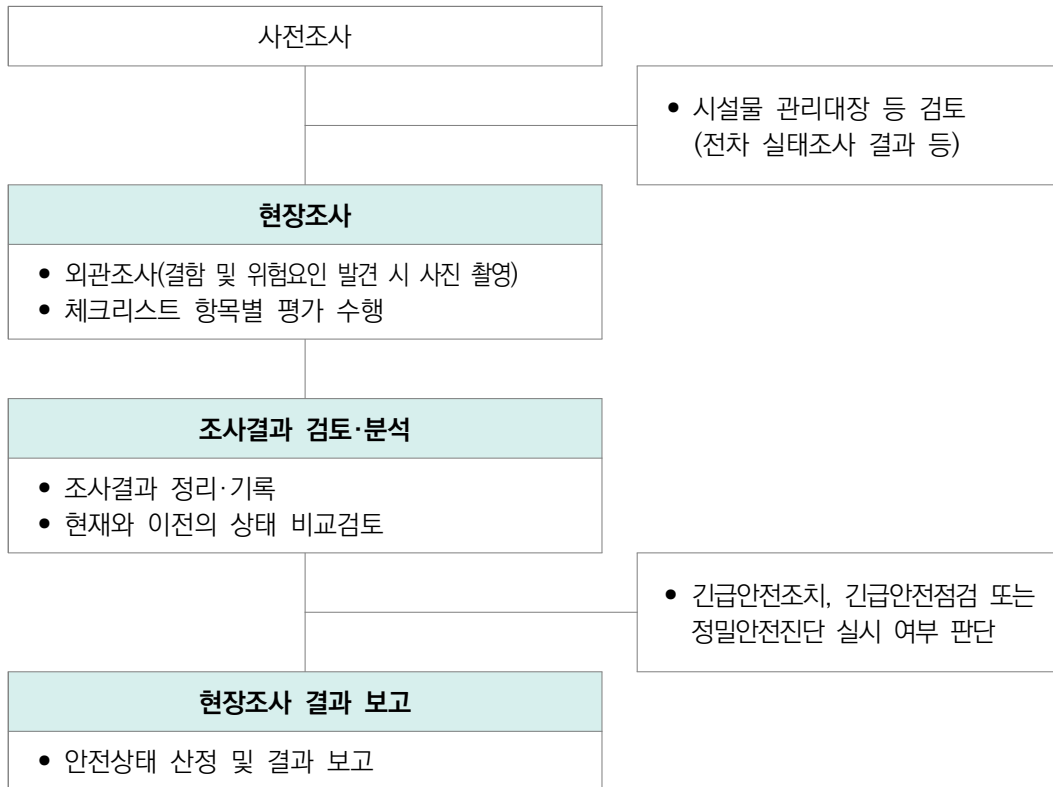 사전조사
• 시설물 관리대장 등 검토
(전차 실태조사 결과 등)
현장조사
• 외관조사(결함 및 위험요인 발견 시 사진 촬영)
• 체크리스트 항목별 평가 수행
조사결과 검토·분석
• 조사결과 정리·기록
• 현재와 이전의 상태 비교검토
• 긴급안전조치, 긴급안전점검 또는
정밀안전진단 실시 여부 판단
현장조사 결과 보고
• 안전상태 산정 및 결과 보고